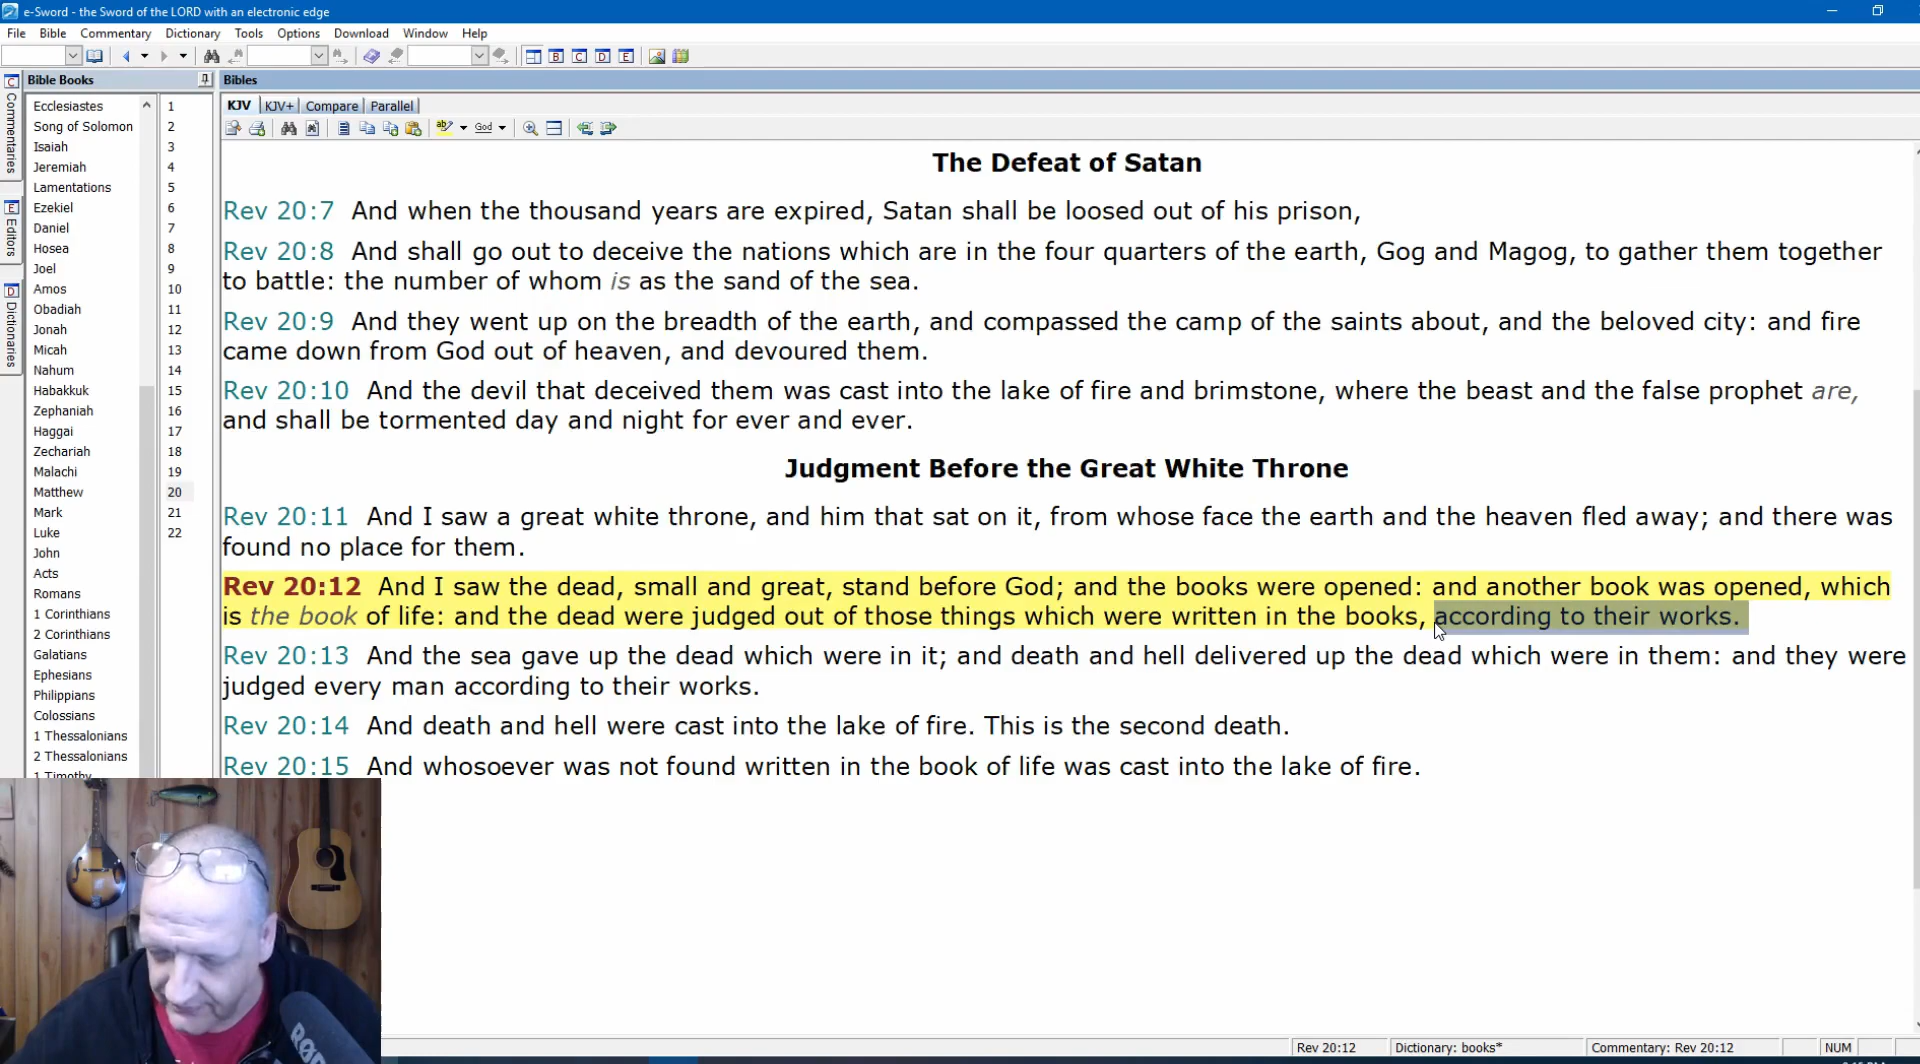 e-Sword - the Sword of the LORD with an electronic edge
File Bible Commentary Dictionary Tools Options Download Window Help
B C D E
Bible Books
Bibles
C Commentaries
E Editors
D Dictionaries
Ecclesiastes
Song of Solomon
Isaiah
Jeremiah
Lamentations
Ezekiel
Daniel
Hosea
Joel
Amos
Obadiah
Jonah
Micah
Nahum
Habakkuk
Zephaniah
Haggai
Zechariah
Malachi
Matthew
Mark
Luke
John
Acts
Romans
1 Corinthians
2 Corinthians
Galatians
Ephesians
Philippians
Colossians
1 Thessalonians
2 Thessalonians
1 Timothy
1
2
3
4
5
6
7
8
9
10
11
12
13
14
15
16
17
18
19
20
21
22
KJV KJV+ Compare Parallel
ab God
The Defeat of Satan
Rev 20:7 And when the thousand years are expired, Satan shall be loosed out of his prison,
Rev 20:8 And shall go out to deceive the nations which are in the four quarters of the earth, Gog and Magog, to gather them together
to battle: the number of whom is as the sand of the sea.
Rev 20:9 And they went up on the breadth of the earth, and compassed the camp of the saints about, and the beloved city: and fire
came down from God out of heaven, and devoured them.
Rev 20:10 And the devil that deceived them was cast into the lake of fire and brimstone, where the beast and the false prophet are,
and shall be tormented day and night for ever and ever.
Judgment Before the Great White Throne
Rev 20:11 And I saw a great white throne, and him that sat on it, from whose face the earth and the heaven fled away; and there was
found no place for them.
Rev 20:12 And I saw the dead, small and great, stand before God; and the books were opened: and another book was opened, which
is the book of life: and the dead were judged out of those things which were written in the books, according to their works.
Rev 20:13 And the sea gave up the dead which were in it; and death and hell delivered up the dead which were in them: and they were
judged every man according to their works.
Rev 20:14 And death and hell were cast into the lake of fire. This is the second death.
Rev 20:15 And whosoever was not found written in the book of life was cast into the lake of fire.
Rev 20:12 Dictionary: books* Commentary: Rev 20:12 NUM